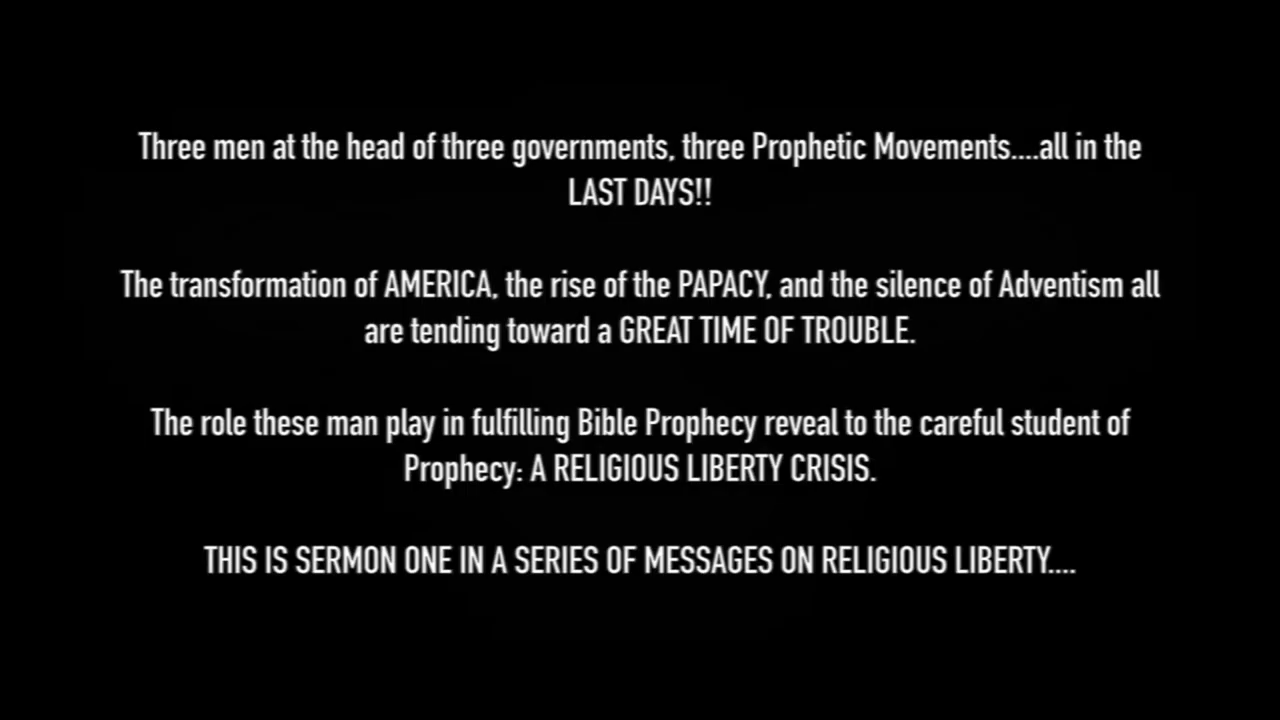 Three men at the head of three governments, three Prophetic Movements....all in the
LAST DAYS!!
The transformation of AMERICA, the rise of the PAPACY, and the silence of Adventism all
are tending toward a GREAT TIME OF TROUBLE.
The role these man play in fulfilling Bible Prophecy reveal to the careful student of
Prophecy: A RELIGIOUS LIBERTY CRISIS.
THIS IS SERMON ONE IN A SERIES OF MESSAGES ON RELIGIOUS LIBERTY....